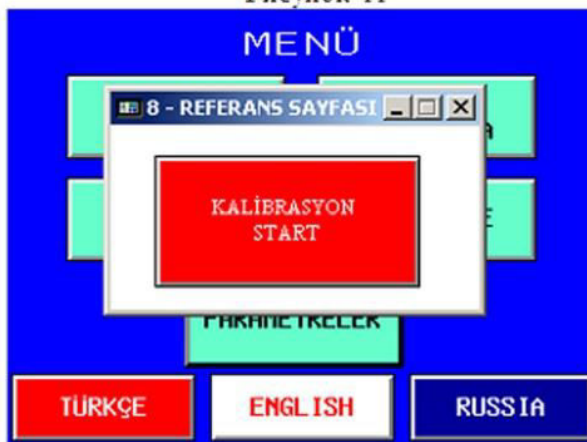 MENÜ
8 - REFERANS SAYFASI
KALİBRASYON
START
PARAMETRELER
TÜRKÇE
ENGLISH
RUSSIA